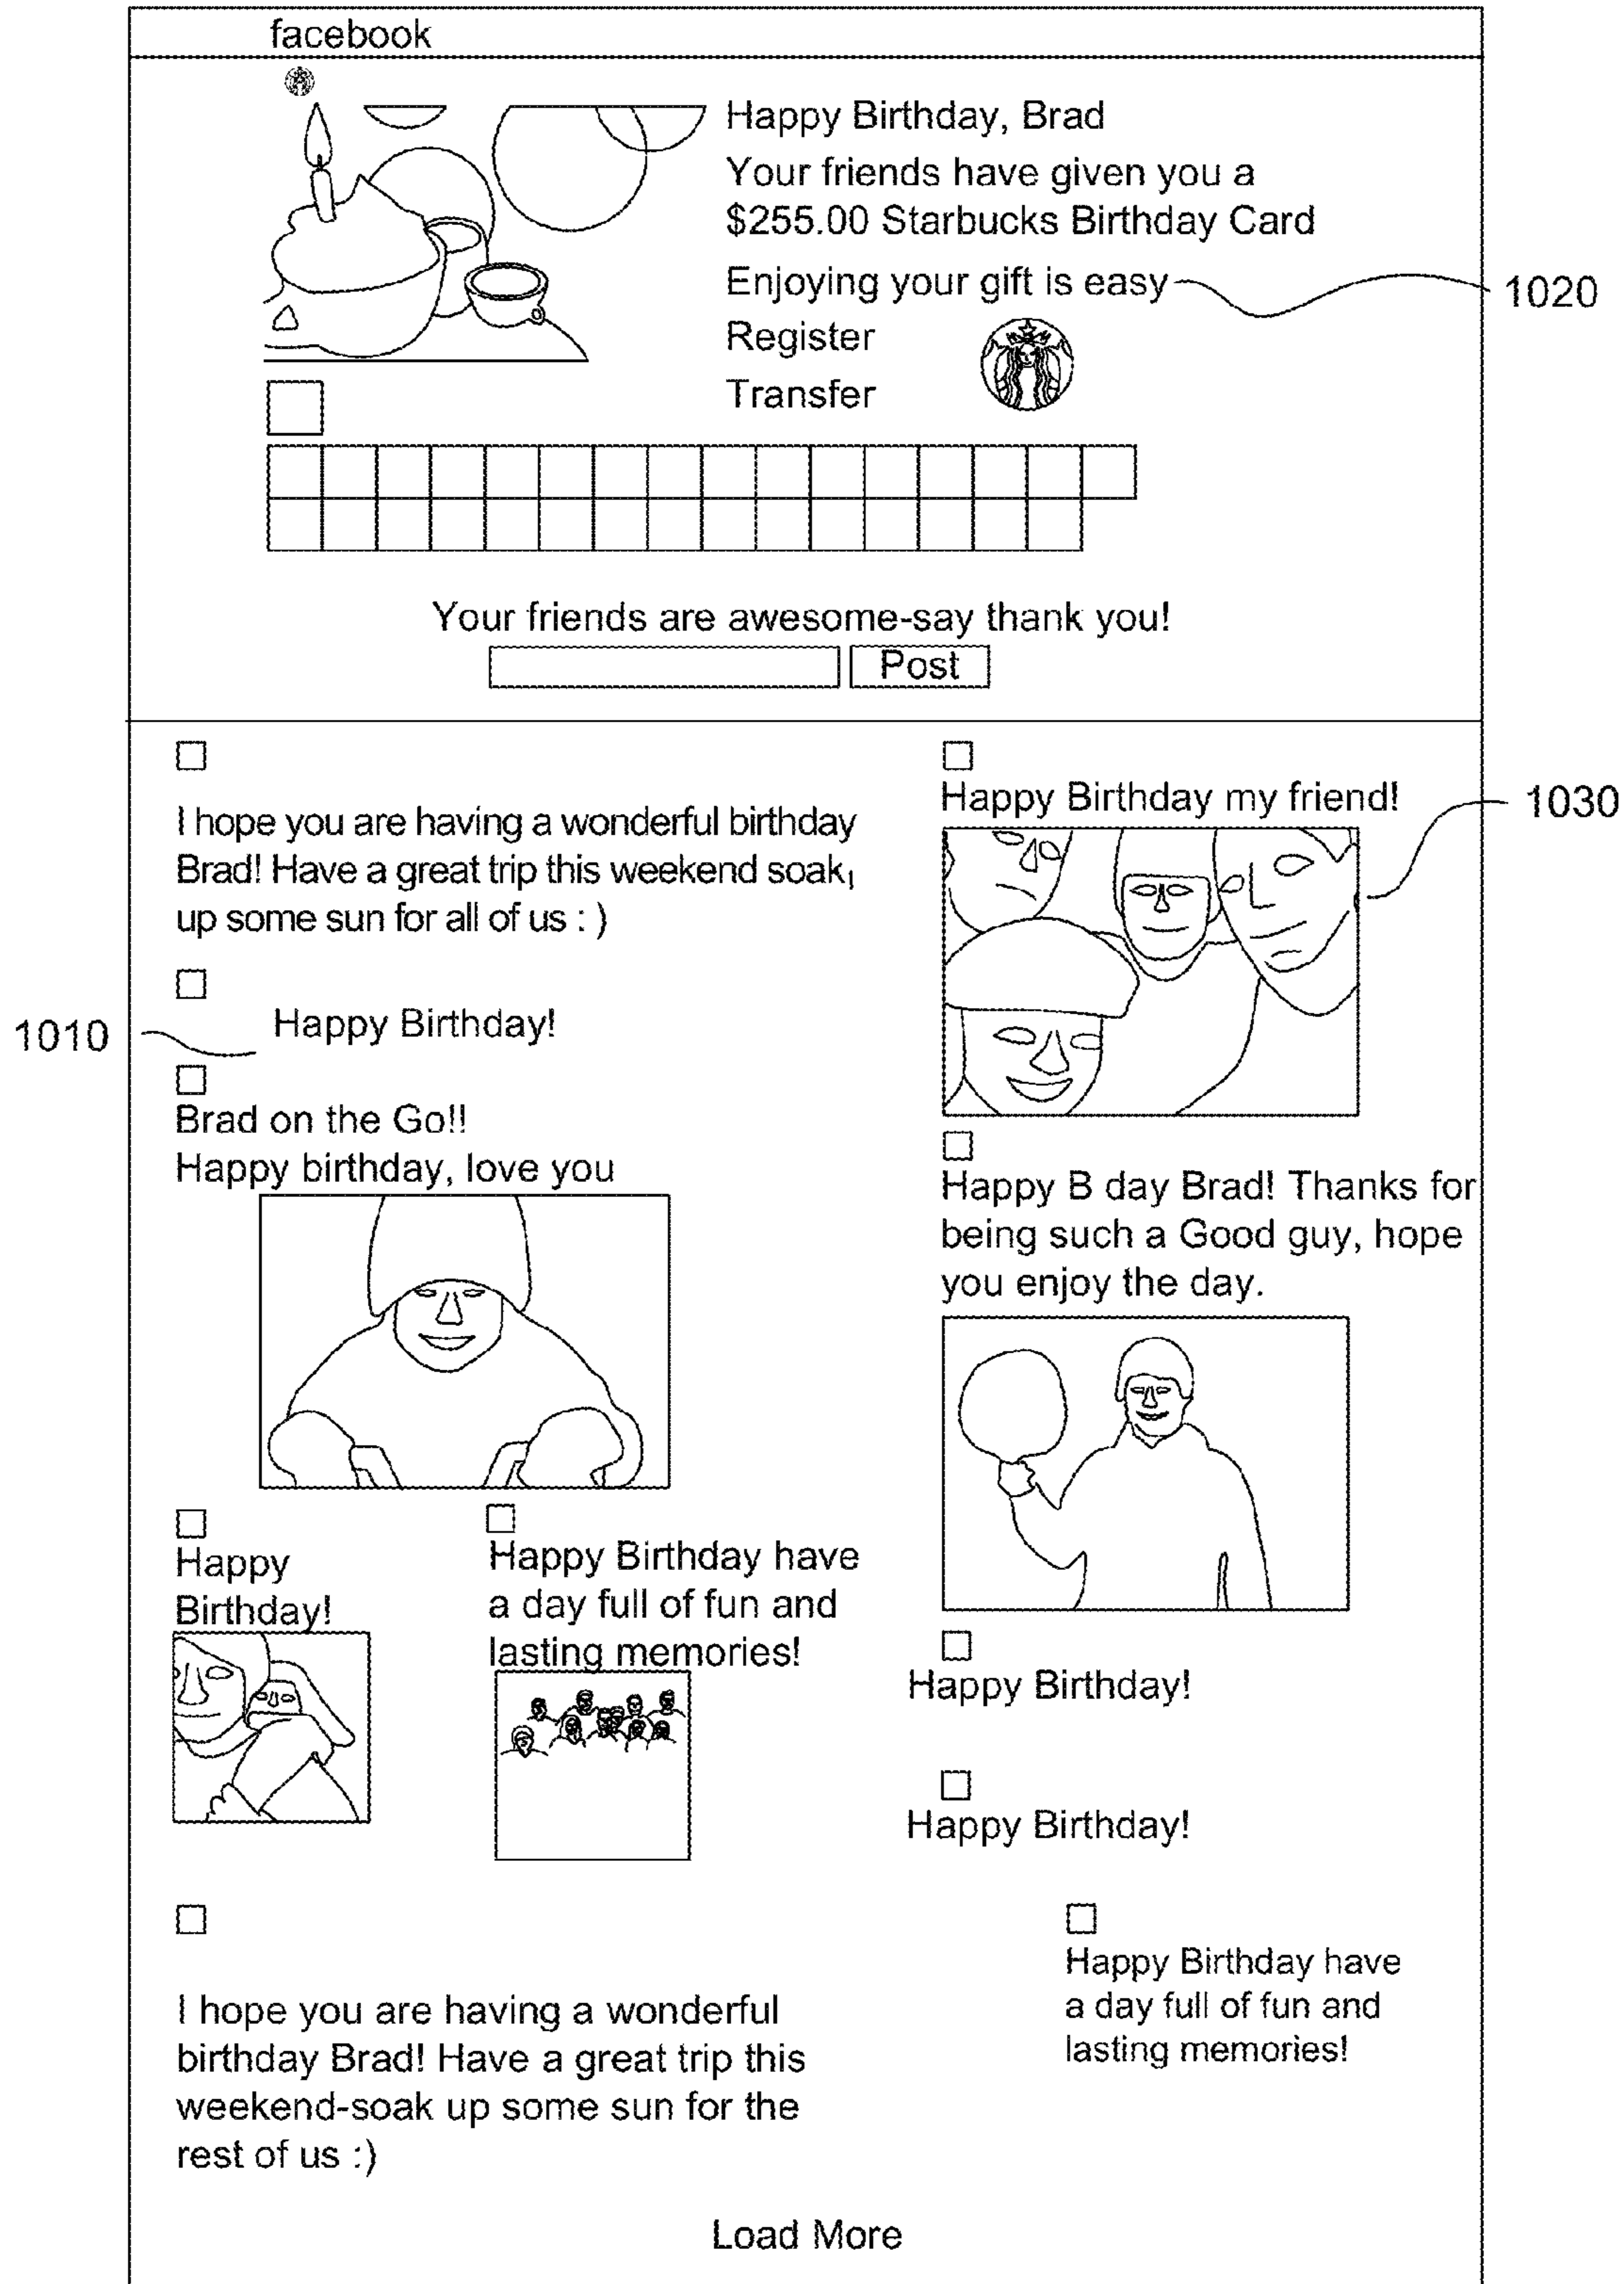 facebook
Happy Birthday, Brad
Your friends have given you a
$255.00 Starbucks Birthday Card
Enjoying your gift is easy
1020
Register
Transfer
Your friends are awesome-say thank you!
Post
I hope you are having a wonderful birthday
Brad! Have a great trip this weekend soak
up some sun for all of us : )
1010
Happy Birthday!
Brad on the Go!!
Happy birthday, love you
Happy
Birthday!
Happy Birthday have
a day full of fun and
lasting memories!
Happy Birthday my friend!
1030
Happy B day Brad! Thanks for
being such a Good guy, hope
you enjoy the day.
Happy Birthday!
Happy Birthday!
I hope you are having a wonderful
birthday Brad! Have a great trip this
weekend-soak up some sun for the
rest of us :)
Happy Birthday have
a day full of fun and
lasting memories!
Load More